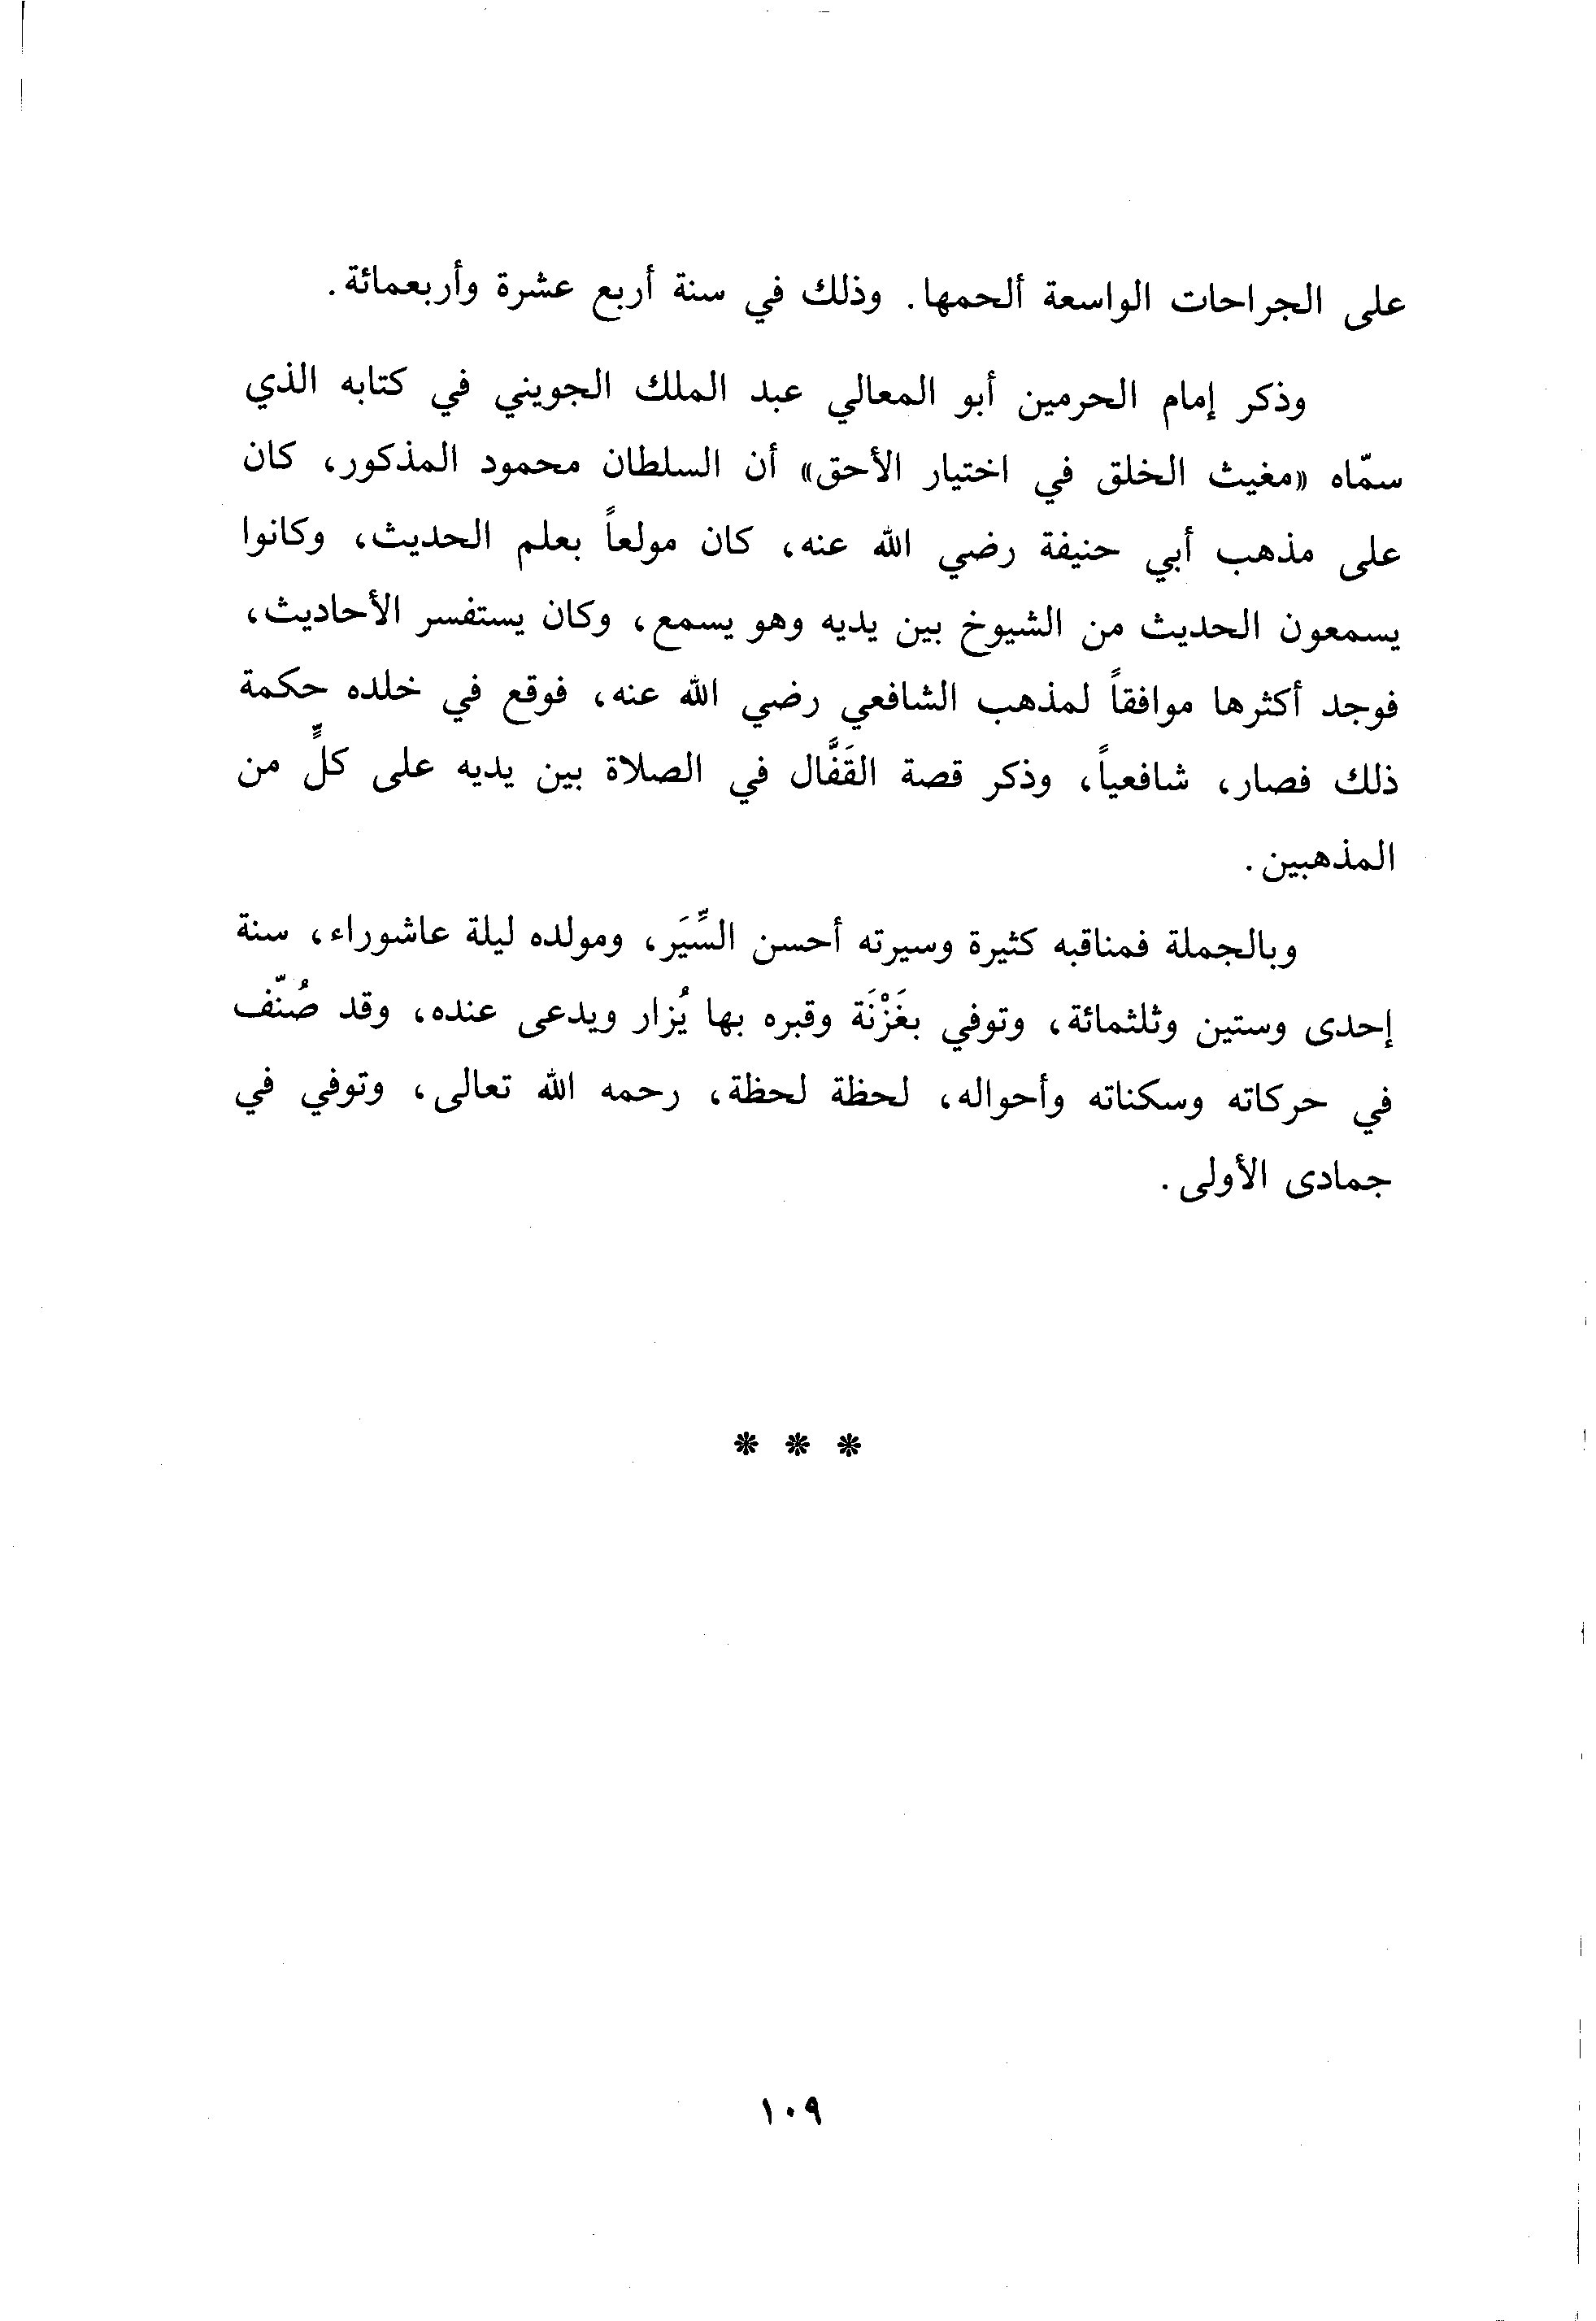 على الجراحات الواسعة ألحمها. وذلك في سنة أربع عشرة وأربعمائة.
وذكر إمام الحرمين أبو المعالي عبد الملك الجويني في كتابه الذي
سمّاه «مغيث الخلق في اختيار الأحق» أن السلطان محمود المذكور، كان
على مذهب أبي حنيفة رضي الله عنه، كان مولعاً بعلم الحديث، وكانوا
يسمعون الحديث من الشيوخ بين يديه وهو يسمع، وكان يستفسر الأحاديث،
فوجد أكثرها موافقاً لمذهب الشافعي رضي الله عنه، فوقع في خلده حكمة
ذلك فصار، شافعياً، وذكر قصة القَفَّال في الصلاة بين يديه على كلٍّ من
المذهبين.
وبالجملة فمناقبه كثيرة وسيرته أحسن السِّيَر، ومولده ليلة عاشوراء، سنة
إحدى وستين وثلثمائة، وتوفي بغَزْنَة وقبره بها يُزار ويدعى عنده، وقد صُنّف
في حركاته وسكناته وأحواله، لحظة لحظة، رحمه الله تعالى، وتوفي في
جمادى الأولى.
* * *
١٠٩